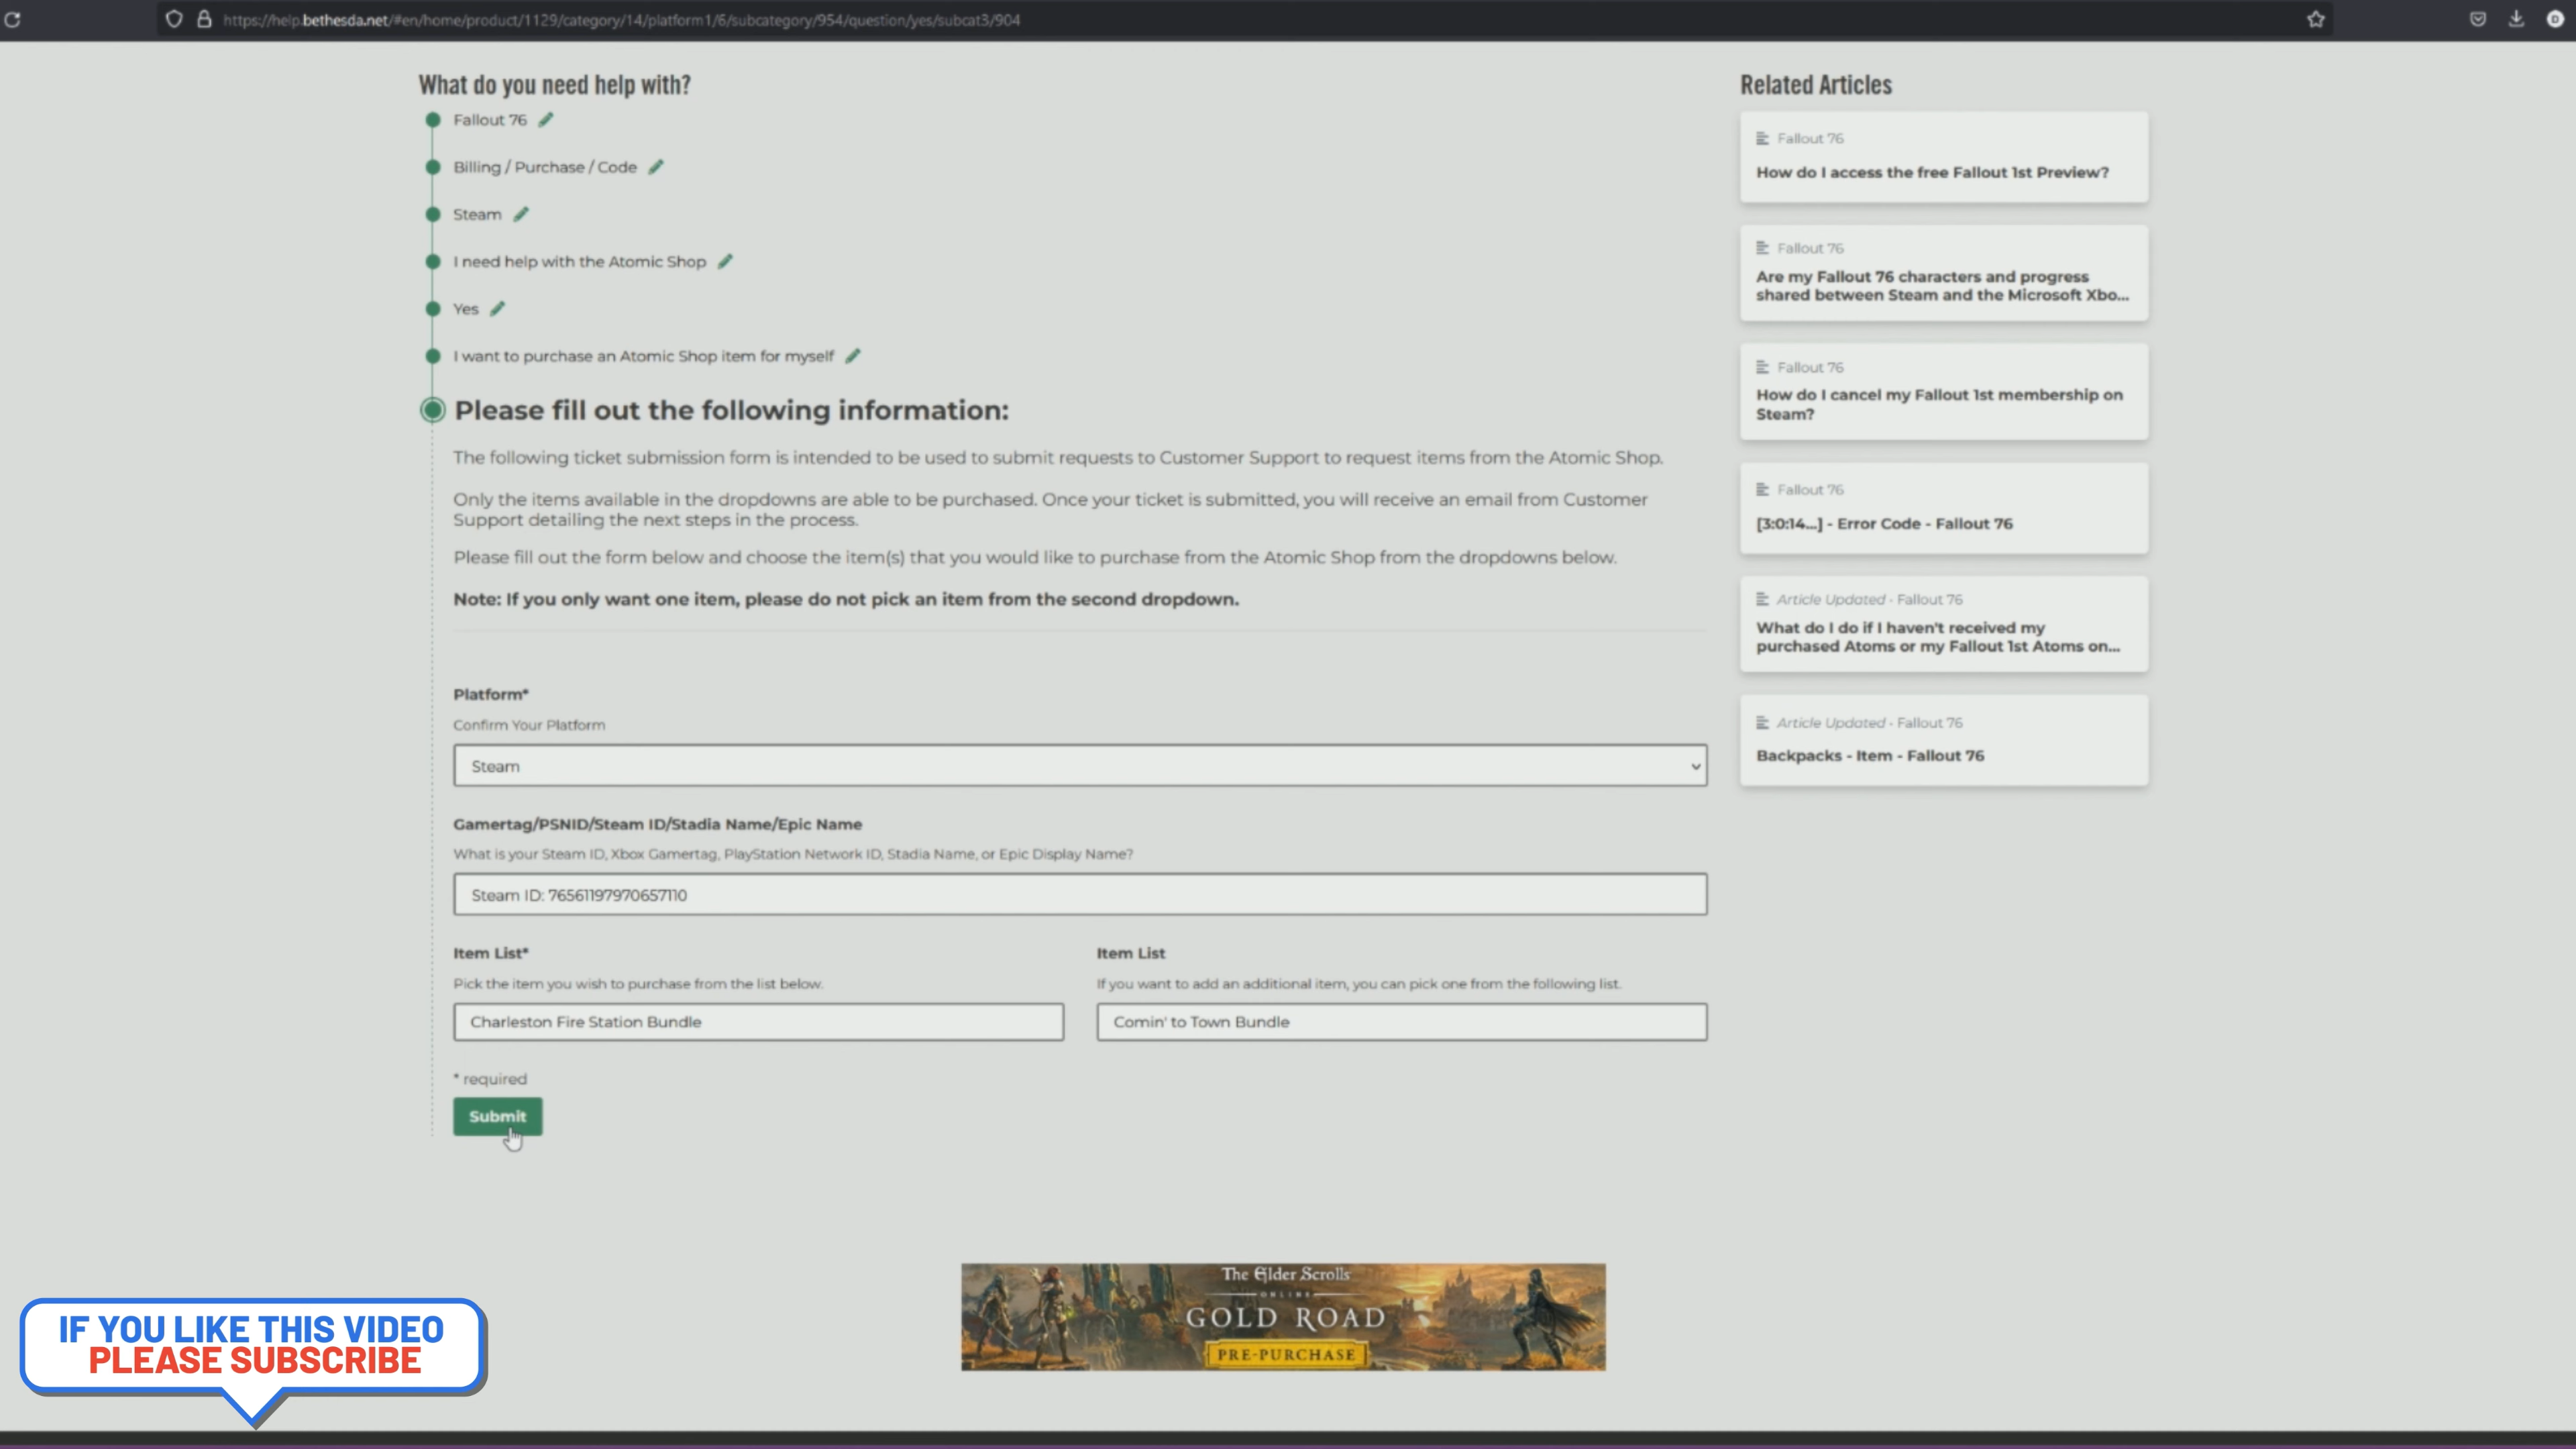 https://help.bethesda.net/#en/home/product/1129/category/14/platform1/6/subcategory/954/question/yes/subcat3/904
What do you need help with?
Fallout 76
Billing / Purchase / Code
Steam
I need help with the Atomic Shop
Yes
I want to purchase an Atomic Shop item for myself
Please fill out the following information:
The following ticket submission form is intended to be used to submit requests to Customer Support to request items from the Atomic Shop.
Only the items available in the dropdowns are able to be purchased. Once your ticket is submitted, you will receive an email from Customer
Support detailing the next steps in the process.
Please fill out the form below and choose the item(s) that you would like to purchase from the Atomic Shop from the dropdowns below.
Note: If you only want one item, please do not pick an item from the second dropdown.
Platform*
Confirm Your Platform
Steam
Gamertag/PSNID/Steam ID/Stadia Name/Epic Name
What is your Steam ID, Xbox Gamertag, PlayStation Network ID, Stadia Name, or Epic Display Name?
Steam ID: 76561197970657110
Item List*
Pick the item you wish to purchase from the list below.
Charleston Fire Station Bundle
Item List
If you want to add an additional item, you can pick one from the following list.
Comin' to Town Bundle
* required
Submit
Related Articles
Fallout 76
How do I access the free Fallout 1st Preview?
Fallout 76
Are my Fallout 76 characters and progress
shared between Steam and the Microsoft Xbo...
Fallout 76
How do I cancel my Fallout 1st membership on
Steam?
Fallout 76
[3:0:14...] - Error Code - Fallout 76
Article Updated - Fallout 76
What do I do if I haven't received my
purchased Atoms or my Fallout 1st Atoms on...
Article Updated - Fallout 76
Backpacks - Item - Fallout 76
The Elder Scrolls
ONLINE
GOLD ROAD
PRE-PURCHASE
IF YOU LIKE THIS VIDEO
PLEASE SUBSCRIBE
D